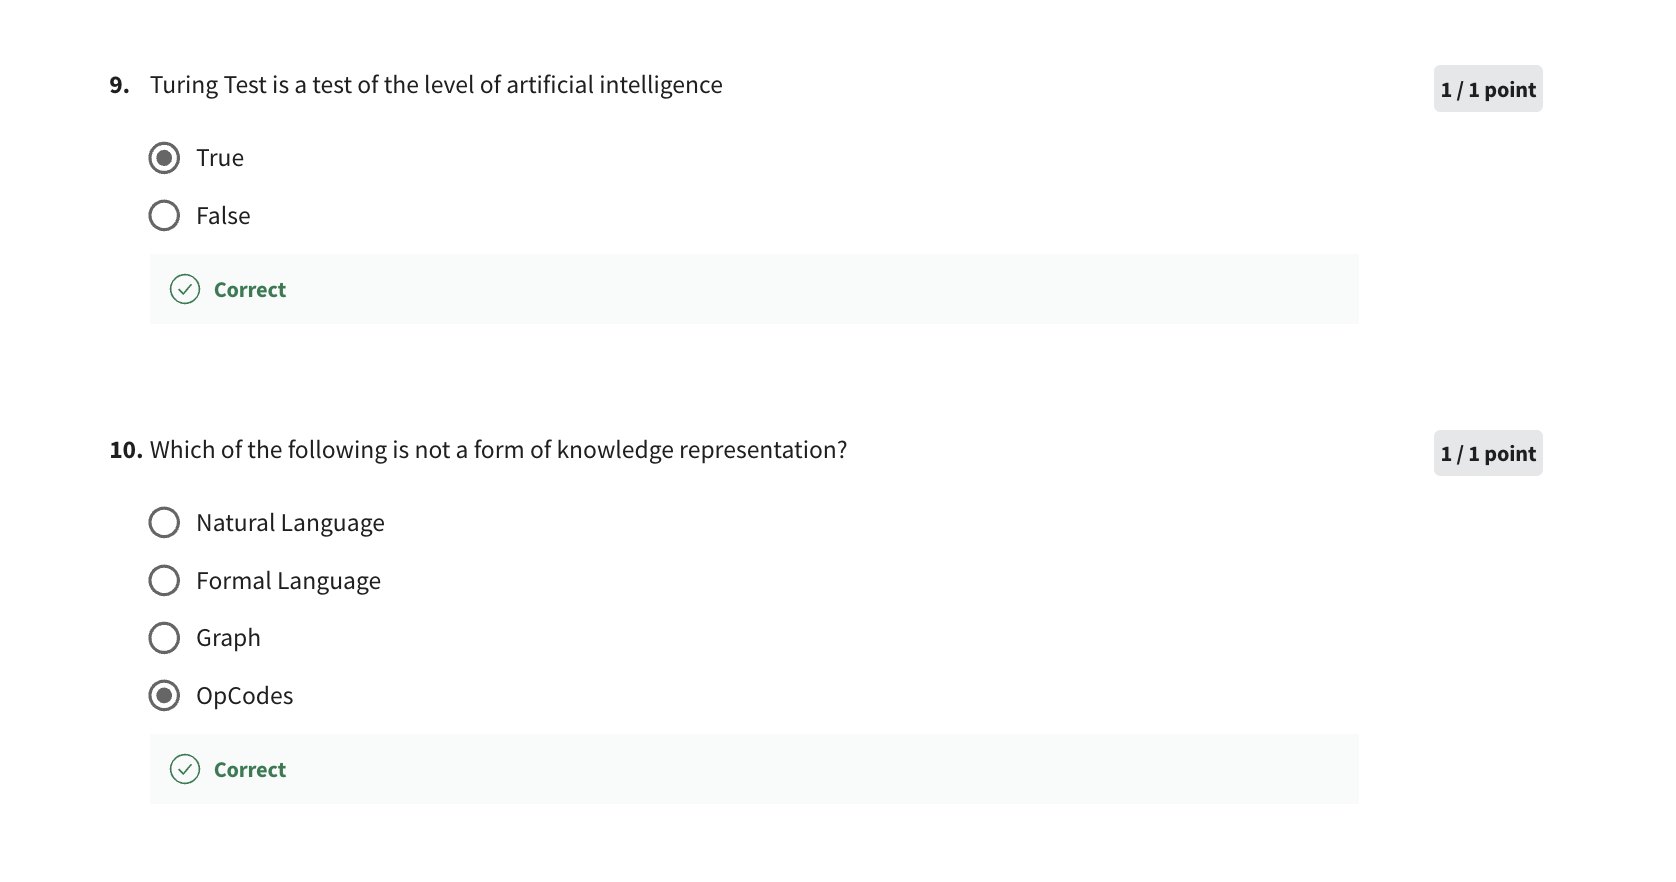 9. Turing Test is a test of the level of artificial intelligence
1 / 1 point
True
False
Correct
10. Which of the following is not a form of knowledge representation?
1 / 1 point
Natural Language
Formal Language
Graph
OpCodes
Correct